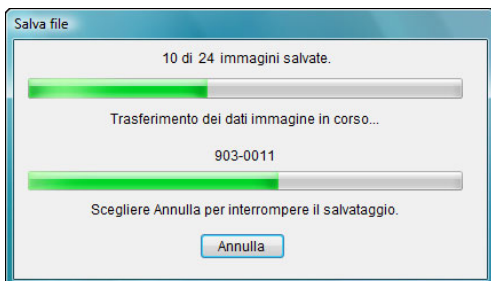 Salva file
10 di 24 immagini salvate.
Trasferimento dei dati immagine in corso...
903-0011
Scegliere Annulla per interrompere il salvataggio.
Annulla